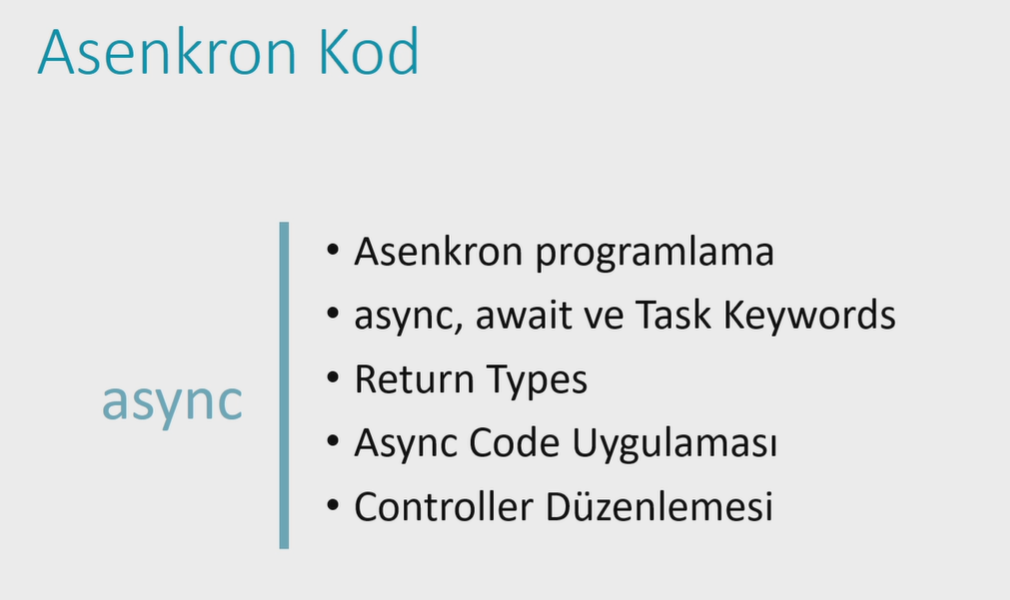 Asenkron Kod
async
• Asenkron programlama
• async, await ve Task Keywords
• Return Types
• Async Code Uygulaması
• Controller Düzenlemesi